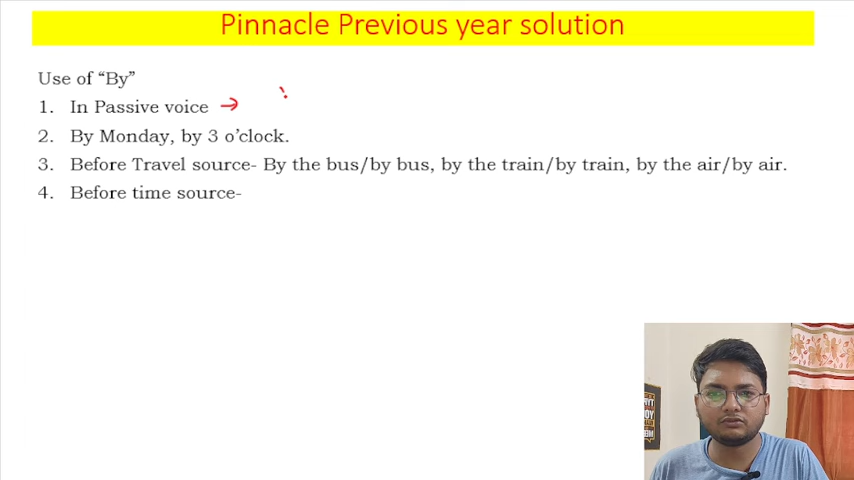 Pinnacle Previous year solution
Use of “By”
1. In Passive voice →
2. By Monday, by 3 o’clock.
3. Before Travel source- By the bus/by bus, by the train/by train, by the air/by air.
4. Before time source-